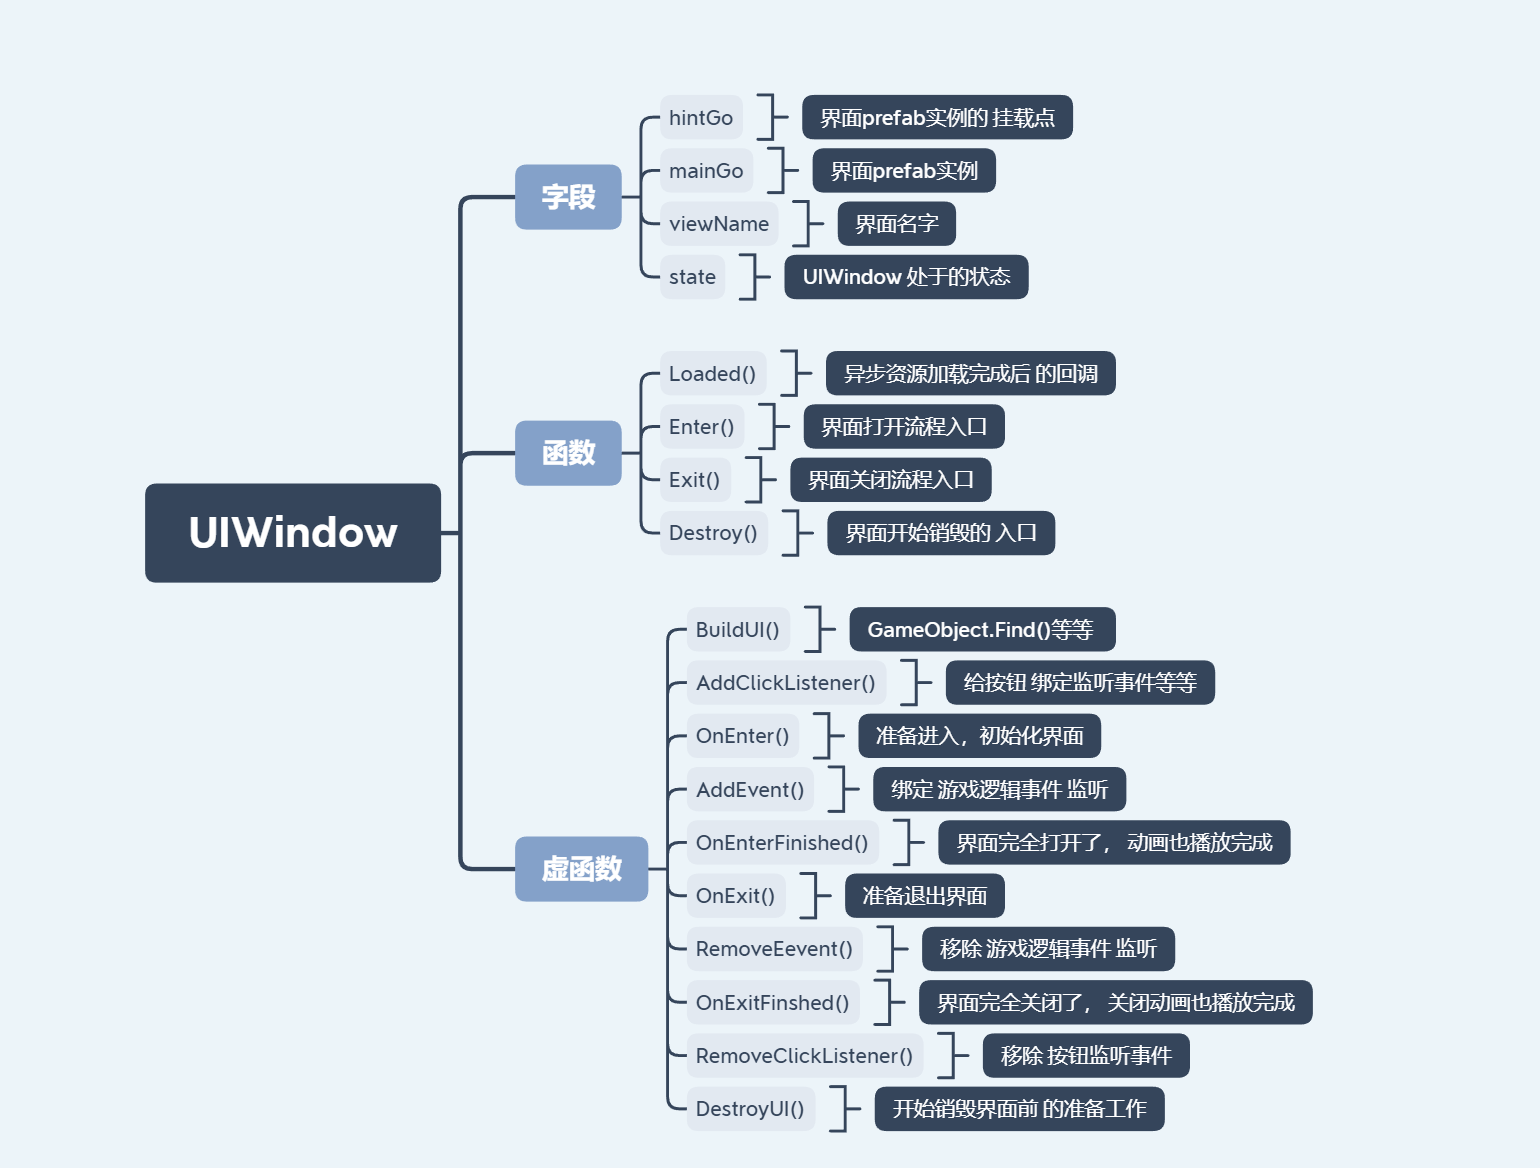 UIWindow
字段
hintGo
界面prefab实例的 挂载点
mainGo
界面prefab实例
viewName
界面名字
state
UIWindow 处于的状态
函数
Loaded()
异步资源加载完成后 的回调
Enter()
界面打开流程入口
Exit()
界面关闭流程入口
Destroy()
界面开始销毁的 入口
虚函数
BuildUI()
GameObject.Find()等等
AddClickListener()
给按钮 绑定监听事件等等
OnEnter()
准备进入，初始化界面
AddEvent()
绑定 游戏逻辑事件 监听
OnEnterFinished()
界面完全打开了， 动画也播放完成
OnExit()
准备退出界面
RemoveEevent()
移除 游戏逻辑事件 监听
OnExitFinshed()
界面完全关闭了， 关闭动画也播放完成
RemoveClickListener()
移除 按钮监听事件
DestroyUI()
开始销毁界面前 的准备工作